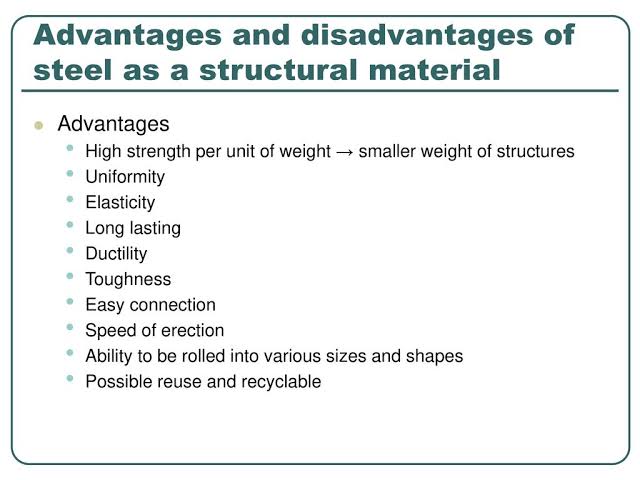 Advantages and disadvantages of
steel as a structural material
Advantages
High strength per unit of weight → smaller weight of structures
Uniformity
Elasticity
Long lasting
Ductility
Toughness
Easy connection
Speed of erection
Ability to be rolled into various sizes and shapes
Possible reuse and recyclable